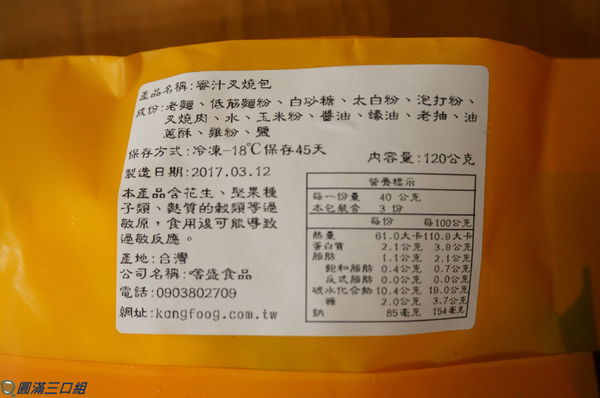 產品名稱:蜜汁叉燒包
成份:老麵、低筋麵粉、白砂糖、太白粉、泡打粉、
叉燒肉、水、玉米粉、醬油、蠔油、老抽、油
蔥酥、雞粉、鹽
保存方式:冷凍-18℃保存45天
內容量:120公克
製造日期:2017.03.12
本產品含花生、堅果種
子類、麩質的穀類等過
敏原,食用後可能導致
過敏反應。
產地:台灣
公司名稱:嗑盛食品
電話:0903802709
網址:kangfoog.com.tw
營養標示
每一份量 40 公克
本包裝含 3 份
每份 每100公克
熱量 61.0大卡 110.9大卡
蛋白質 2.1公克 3.9公克
脂肪 1.1公克 2.1公克
飽和脂肪 0.4公克 0.7公克
反式脂肪 0.0公克 0.0公克
碳水化合物 10.4公克 19.0公克
糖 2.0公克 3.7公克
鈉 85毫克 154毫克
圓滿三口組